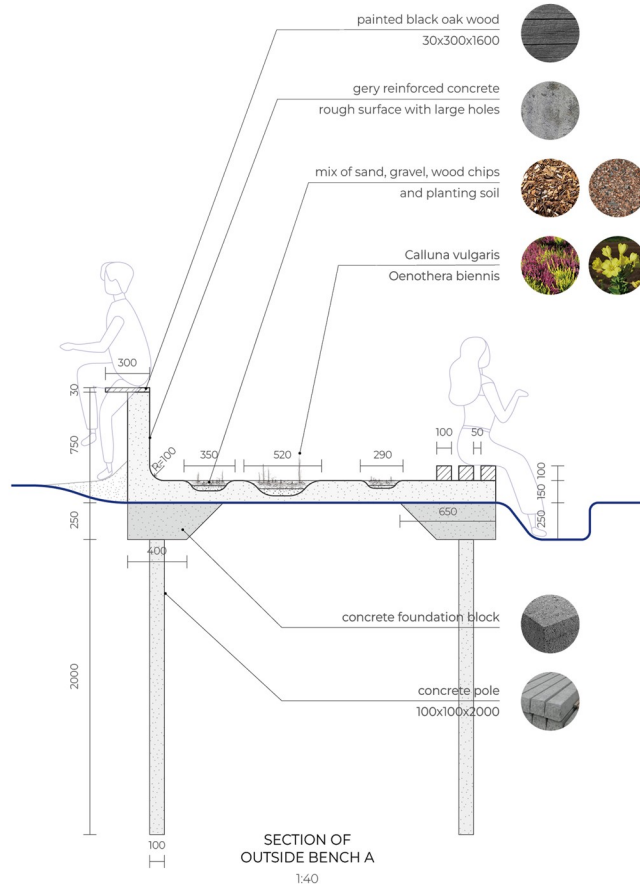 painted black oak wood
30x300x1600
gery reinforced concrete
rough surface with large holes
mix of sand, gravel, wood chips
and planting soil
Calluna vulgaris
Oenothera biennis
300
30
750
R=100
350
520
290
100
50
100
150
250
250
650
400
concrete foundation block
2000
concrete pole
100x100x2000
100
SECTION OF
OUTSIDE BENCH A
1:40